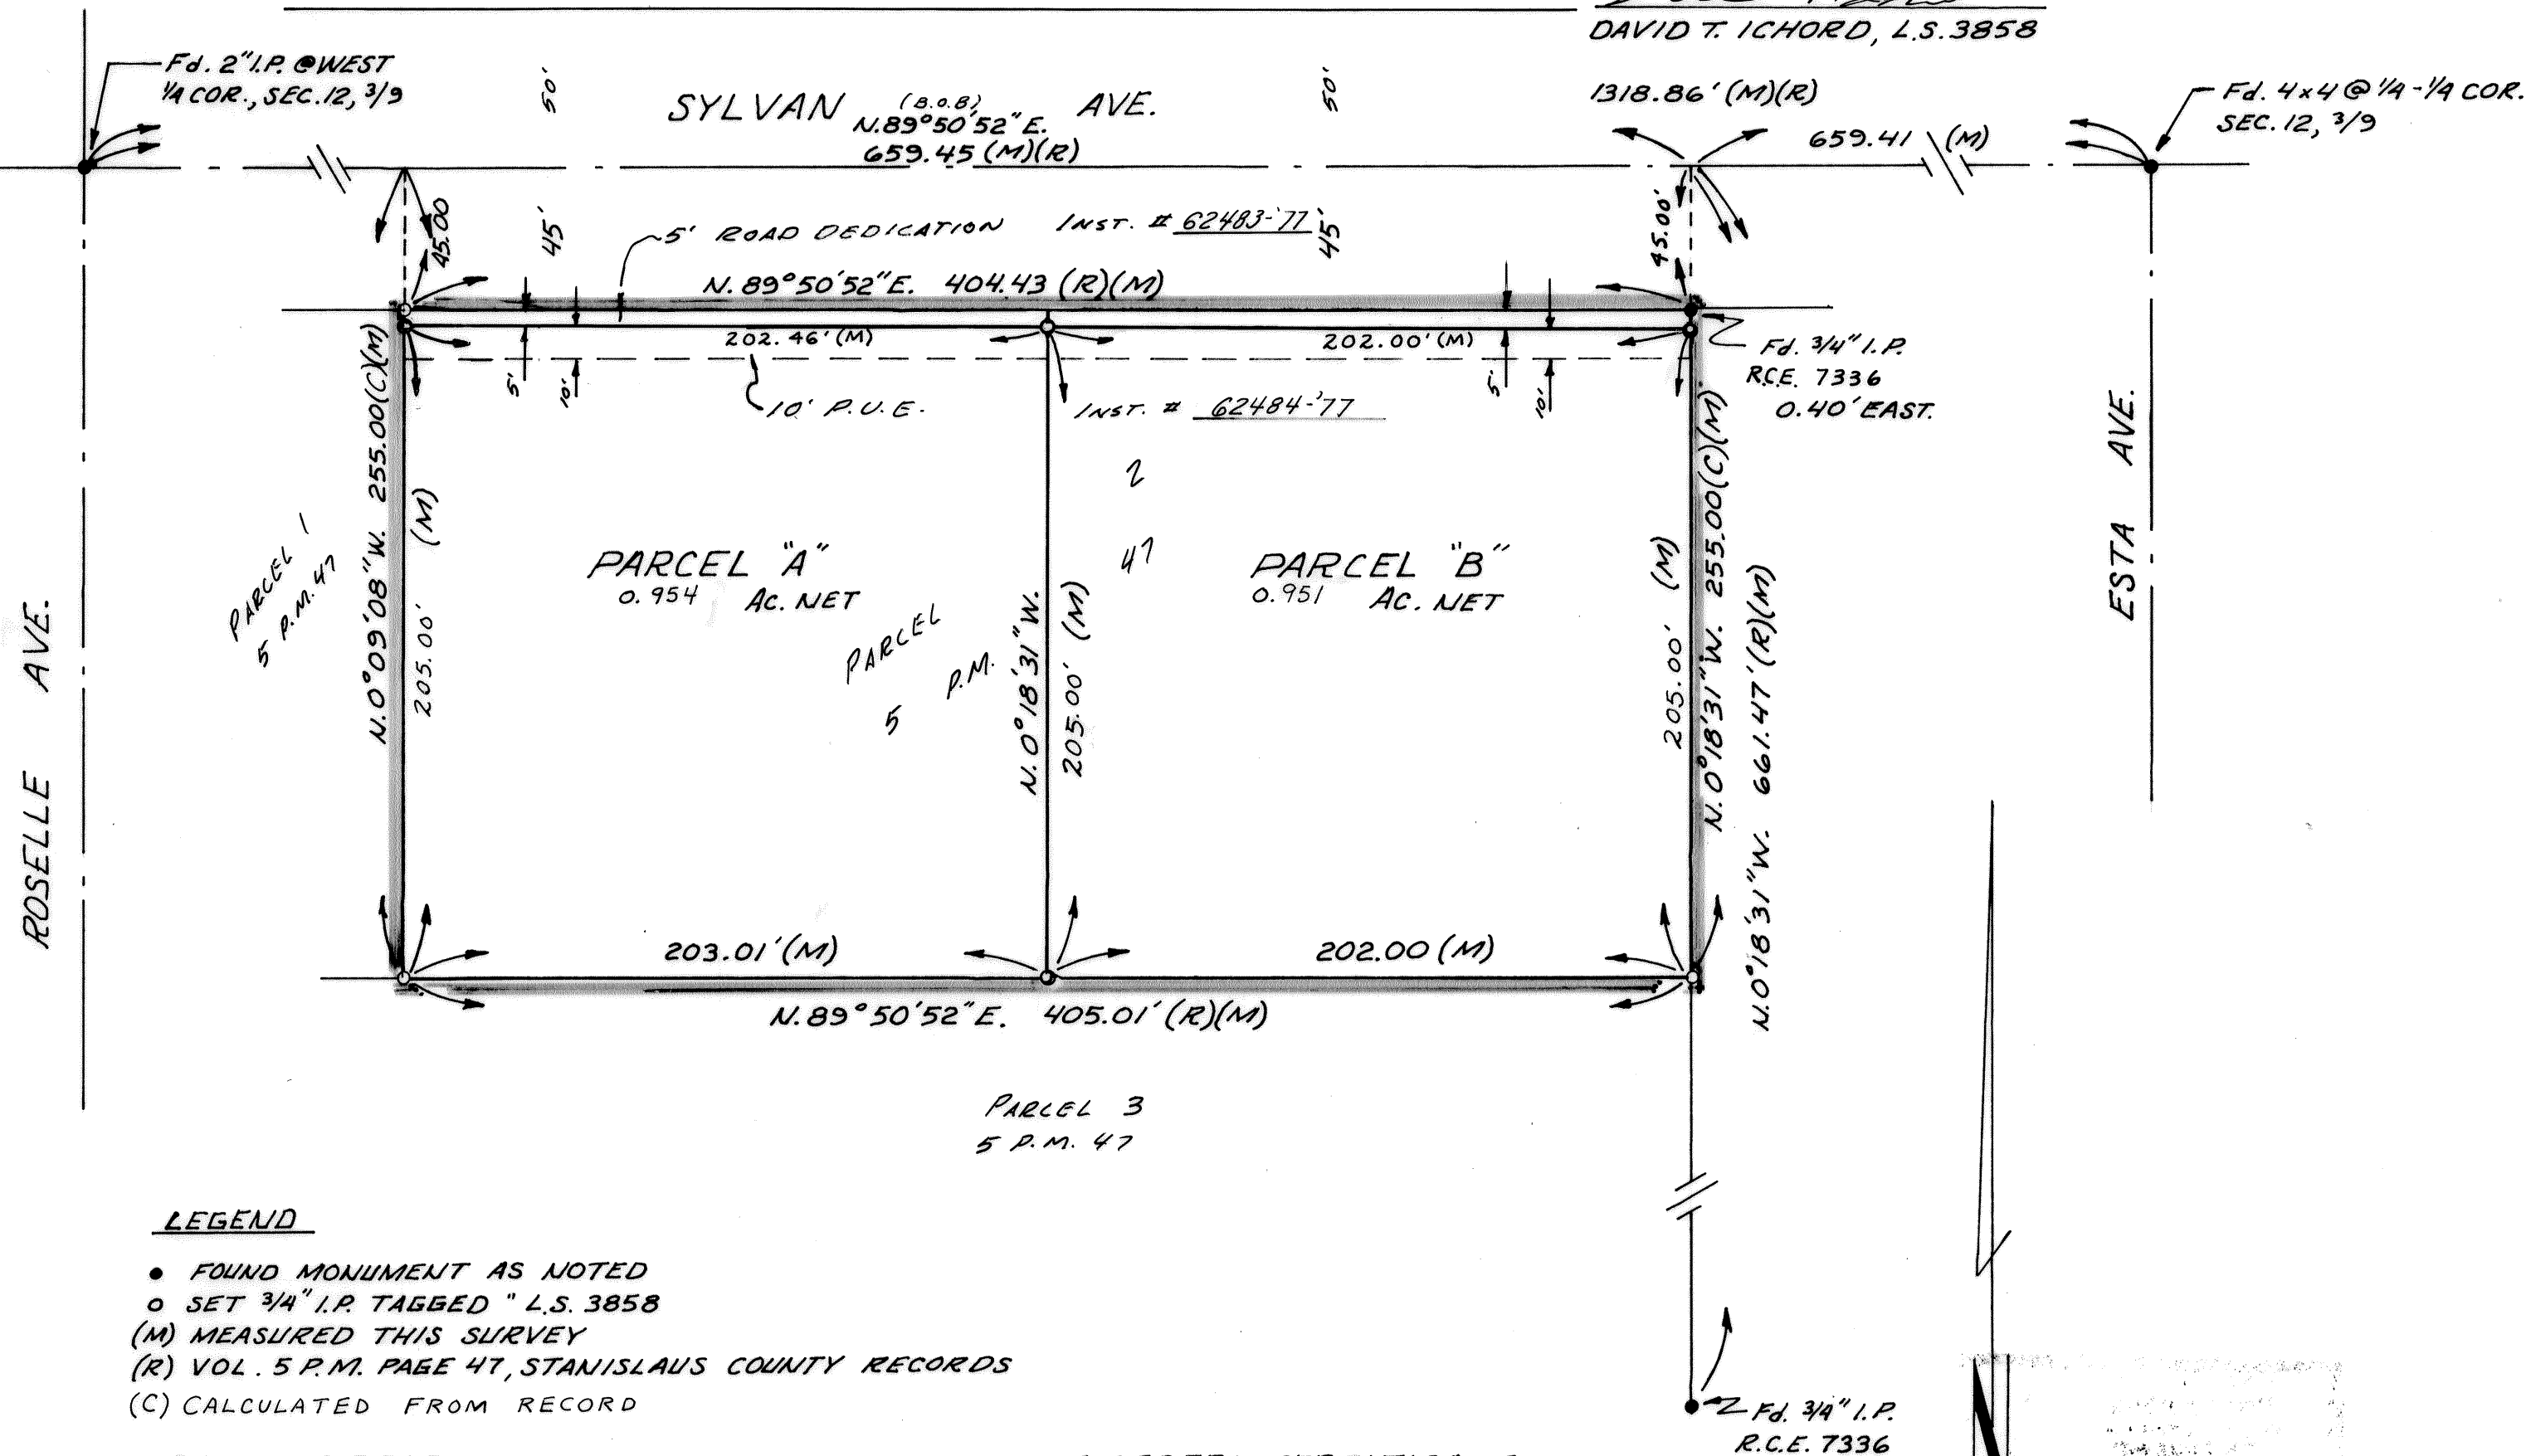 DAVID T. ICHORD, L.S. 3858
Fd. 2" I.P. @ WEST
1/4 COR., SEC. 12, 3/9
50'
SYLVAN AVE.
(B.O.B)
N. 89° 50' 52" E.
659.45 (M)(R)
50'
1318.86' (M)(R)
659.41 (M)
Fd. 4x4 @ 1/4-1/4 COR.
SEC. 12, 3/9
45.00
45'
5' ROAD DEDICATION INST. # 62483-'77
45'
45.00'
N. 89° 50' 52" E. 404.43 (R)(M)
202.46' (M)
202.00' (M)
5'
10'
5'
10'
10' P.U.E.
INST. # 62484-'77
Fd. 3/4" I.P.
R.C.E. 7336
0.40' EAST.
ROSELLE AVE.
PARCEL 1
5 P.M. 47
N. 0° 09' 08" W. 255.00 (C)(M)
205.00' (M)
PARCEL "A"
0.954 AC. NET
PARCEL 2
5 P.M. 47
N. 0° 18' 31" W.
205.00' (M)
PARCEL "B"
0.951 AC. NET
205.00' (M)
N. 0° 18' 31" W. 255.00 (C)(M)
N. 0° 18' 31" W. 661.47' (R)(M)
ESTA AVE.
203.01' (M)
202.00 (M)
N. 89° 50' 52" E. 405.01' (R)(M)
PARCEL 3
5 P.M. 47
LEGEND
● FOUND MONUMENT AS NOTED
○ SET 3/4" I.P. TAGGED " L.S. 3858
(M) MEASURED THIS SURVEY
(R) VOL. 5 P.M. PAGE 47, STANISLAUS COUNTY RECORDS
(C) CALCULATED FROM RECORD
Fd. 3/4" I.P.
R.C.E. 7336
N